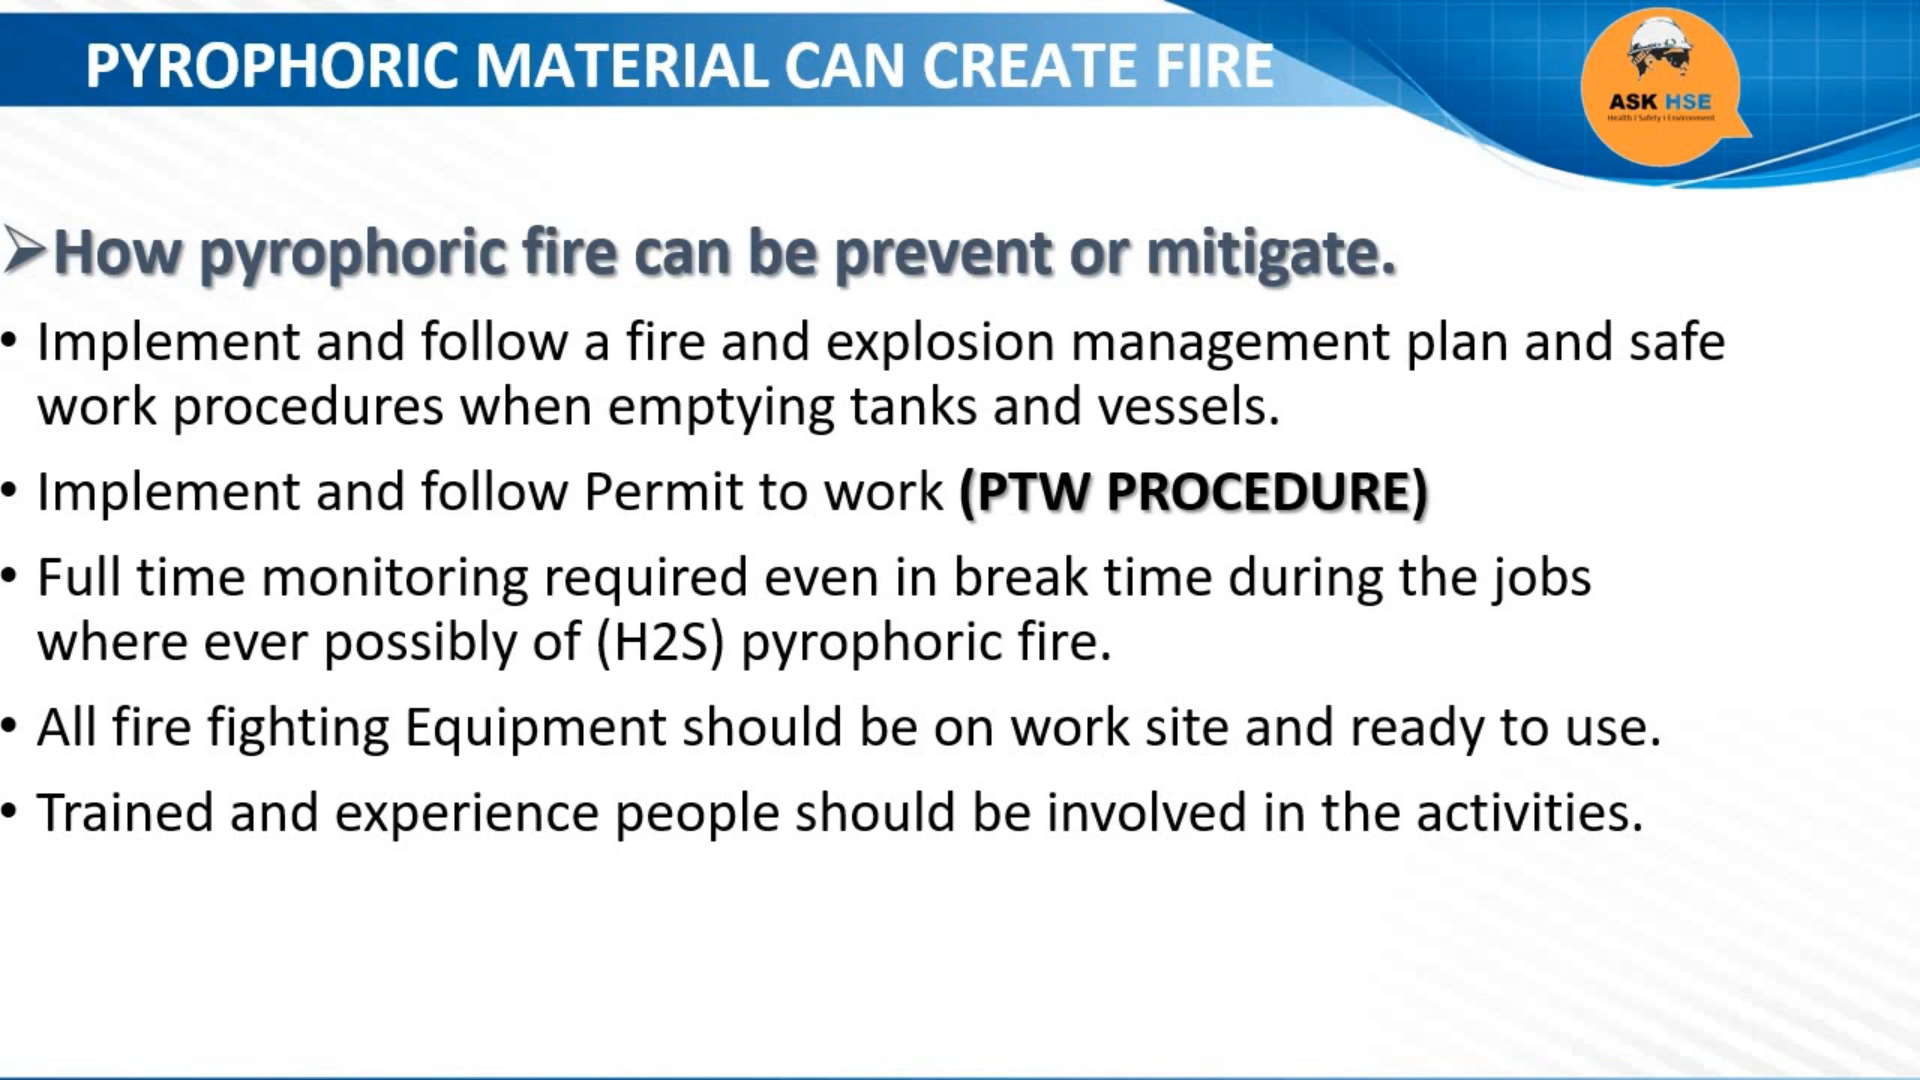 PYROPHORIC MATERIAL CAN CREATE FIRE
ASK HSE
Health I Safety I Environment
➢How pyrophoric fire can be prevent or mitigate.
• Implement and follow a fire and explosion management plan and safe
work procedures when emptying tanks and vessels.
• Implement and follow Permit to work (PTW PROCEDURE)
• Full time monitoring required even in break time during the jobs
where ever possibly of (H2S) pyrophoric fire.
• All fire fighting Equipment should be on work site and ready to use.
• Trained and experience people should be involved in the activities.